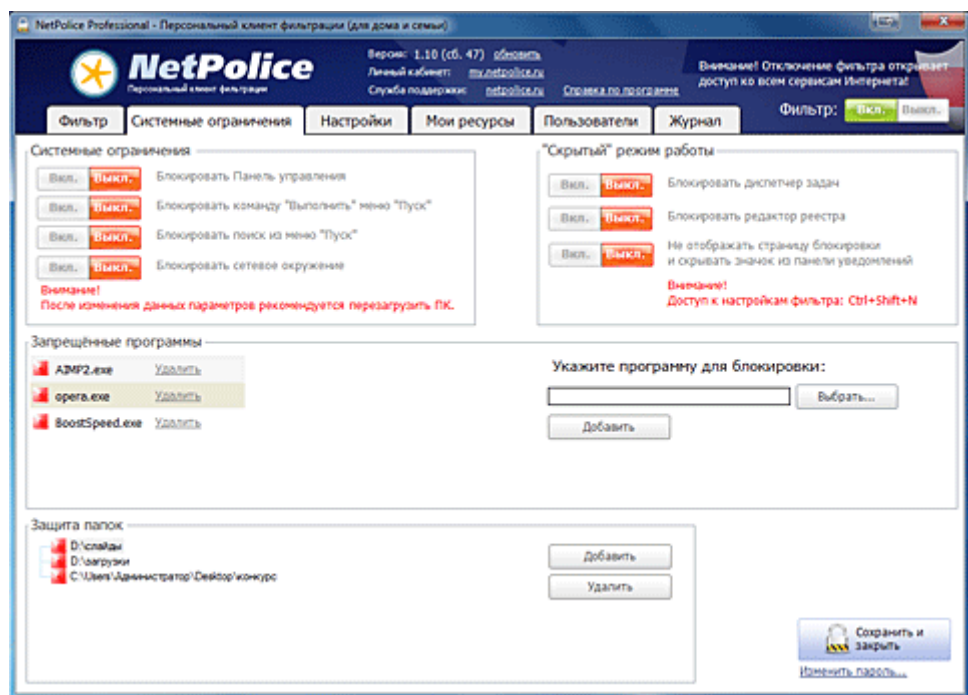 NetPolice Professional - Персональный клиент фильтрации (для дома и семьи)
NetPolice
Персональный клиент фильтрации
Версия: 1.10 (сб. 47) обновить
Личный кабинет: my.netpolice.ru
Служба поддержки: netpolice.ru Справка по программе
Внимание! Отключение фильтра открывает
доступ ко всем сервисам Интернета!
Фильтр: Вкл. Выкл.
Фильтр Системные ограничения Настройки Мои ресурсы Пользователи Журнал
Системные ограничения
Вкл. Выкл. Блокировать Панель управления
Вкл. Выкл. Блокировать команду "Выполнить" меню "Пуск"
Вкл. Выкл. Блокировать поиск из меню "Пуск"
Вкл. Выкл. Блокировать сетевое окружение
Внимание!
После изменения данных параметров рекомендуется перезагрузить ПК.
"Скрытый" режим работы
Вкл. Выкл. Блокировать диспетчер задач
Вкл. Выкл. Блокировать редактор реестра
Вкл. Выкл. Не отображать страницу блокировки
и скрывать значок из панели уведомлений
Внимание!
Доступ к настройкам фильтра: Ctrl+Shift+N
Запрещённые программы
AIMP2.exe Удалить
opera.exe Удалить
BoostSpeed.exe Удалить
Укажите программу для блокировки:
Выбрать...
Добавить
Защита папок
D:\слайды
D:\загрузки
C:\Users\Администратор\Desktop\конкурс
Добавить
Удалить
Сохранить и
закрыть
Изменить пароль...